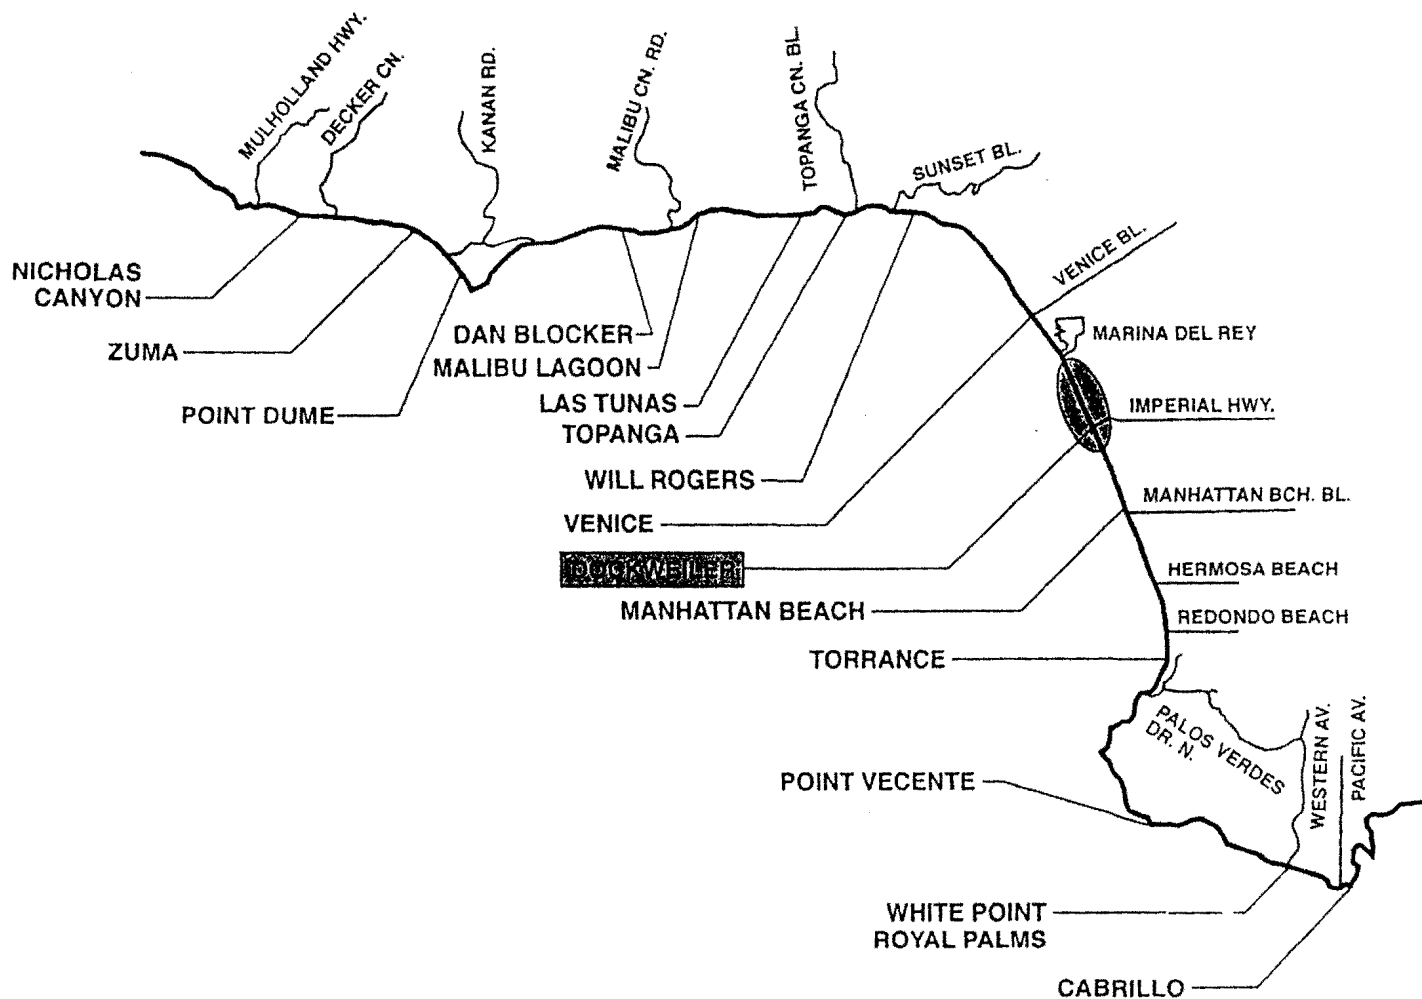 MULHOLLAND HWY.
DECKER CN.
KANAN RD.
MALIBU CN. RD.
TOPANGA CN. BL.
SUNSET BL.
VENICE BL.
NICHOLAS
CANYON
ZUMA
POINT DUME
DAN BLOCKER
MALIBU LAGOON
LAS TUNAS
TOPANGA
WILL ROGERS
VENICE
DOCKWEILER
MANHATTAN BEACH
TORRANCE
MARINA DEL REY
IMPERIAL HWY.
MANHATTAN BCH. BL.
HERMOSA BEACH
REDONDO BEACH
PALOS VERDES
DR. N.
WESTERN AV.
PACIFIC AV.
POINT VECENTE
WHITE POINT
ROYAL PALMS
CABRILLO